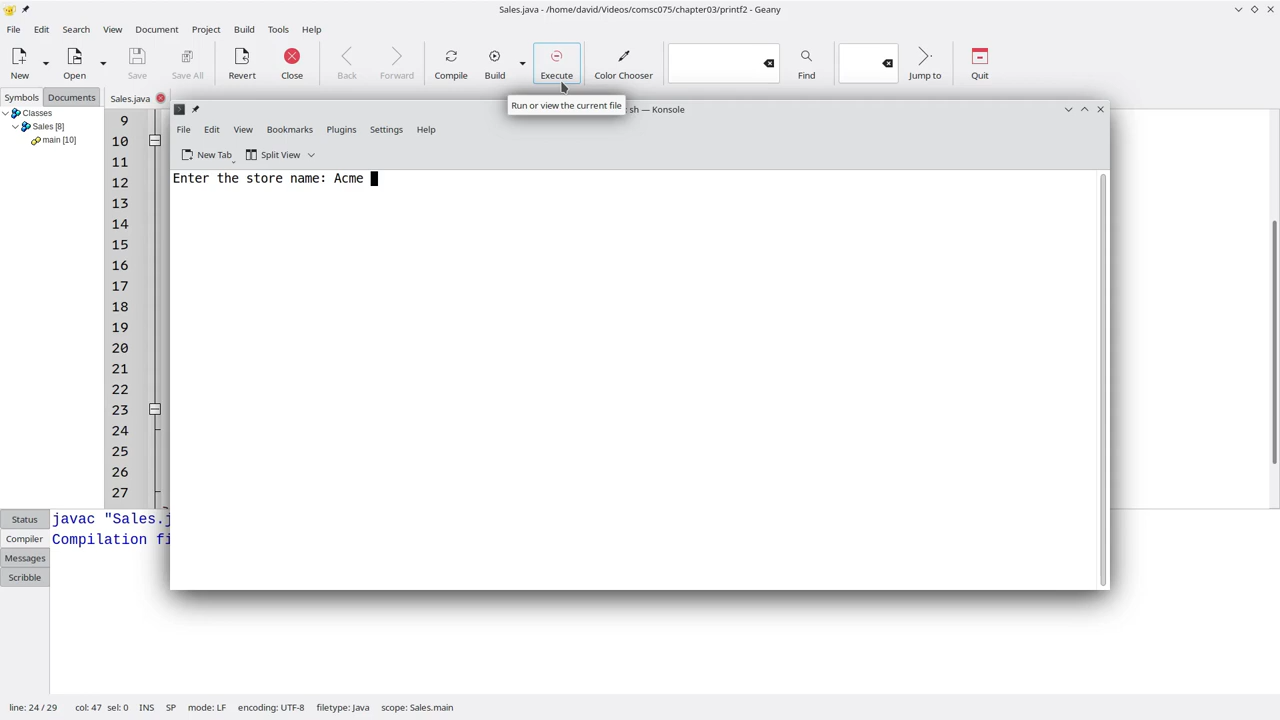 Sales.java - /home/david/Videos/comsc075/chapter03/printf2 - Geany
File Edit Search View Document Project Build Tools Help
New Open Save Save All Revert Close Back Forward Compile Build Execute Color Chooser Find Jump to Quit
Symbols Documents Sales.java
Run or view the current file
sh — Konsole
Classes
Sales [8]
main [10]
File Edit View Bookmarks Plugins Settings Help
New Tab Split View
Enter the store name: Acme
9
10
11
12
13
14
15
16
17
18
19
20
21
22
23
24
25
26
27
Status
Compiler
Messages
Scribble
javac "Sales.j
Compilation fi
line: 24 / 29 col: 47 sel: 0 INS SP mode: LF encoding: UTF-8 filetype: Java scope: Sales.main